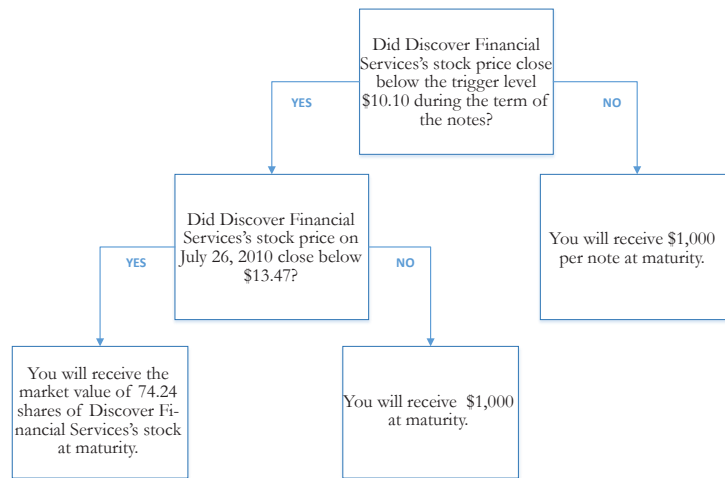 Did Discover Financial
Services's stock price close
below the trigger level
$10.10 during the term of
the notes?
YES
NO
Did Discover Financial
Services's stock price on
July 26, 2010 close below
$13.47?
You will receive $1,000
per note at maturity.
YES
NO
You will receive the
market value of 74.24
shares of Discover Fi-
nancial Services's stock
at maturity.
You will receive $1,000
at maturity.